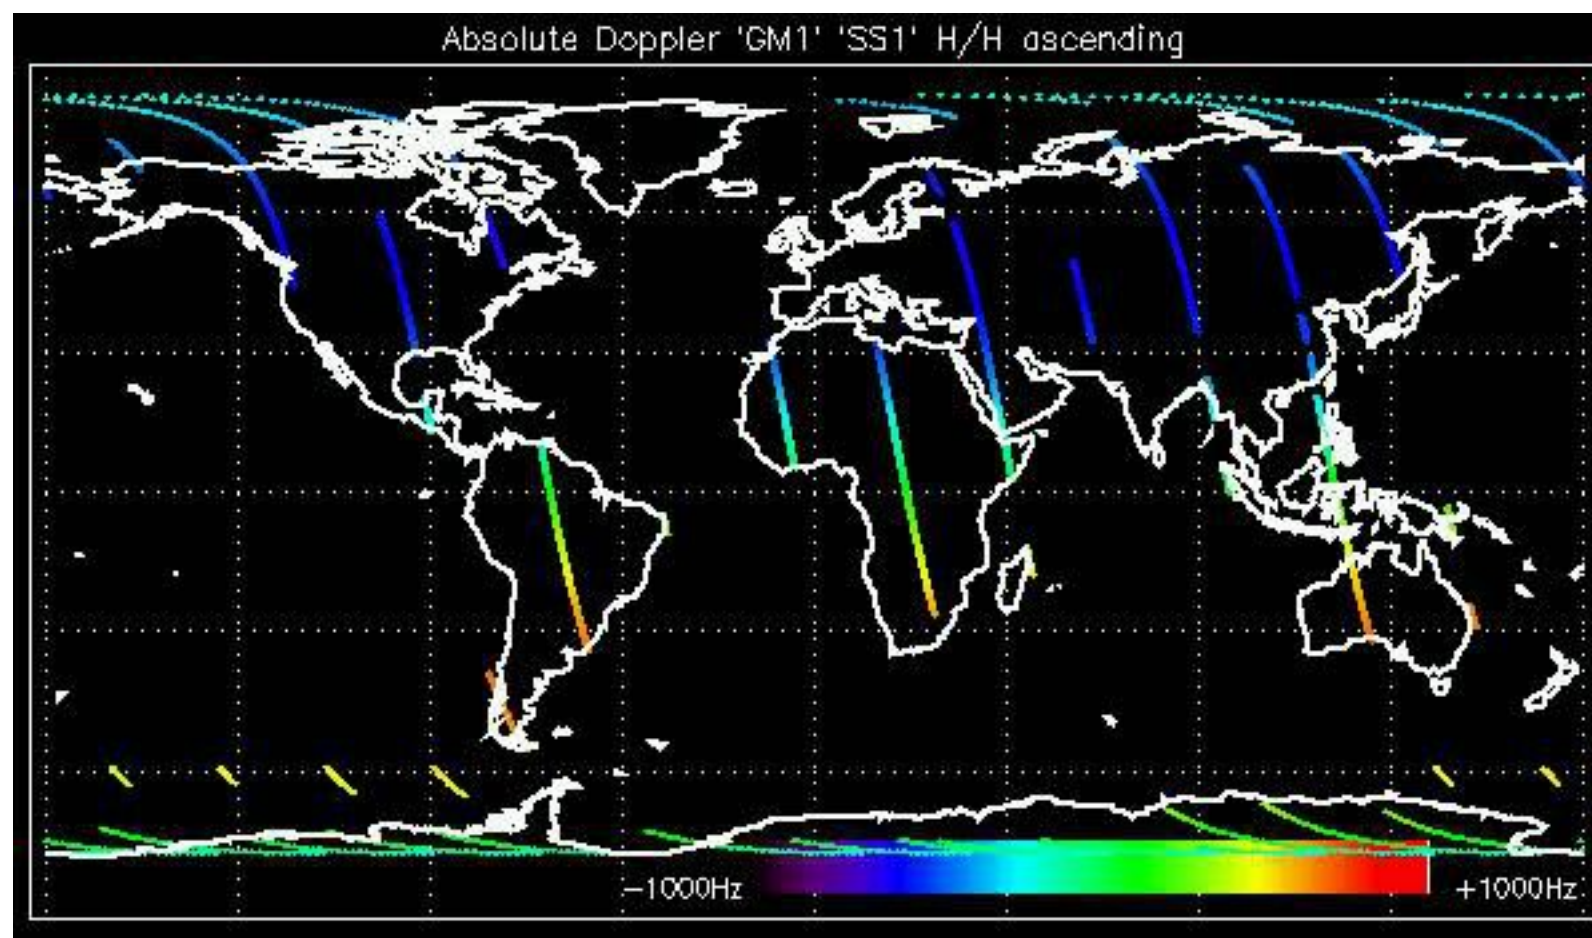 Absolute Doppler 'GM1' 'SS1' H/H ascending
-1000Hz
+1000Hz